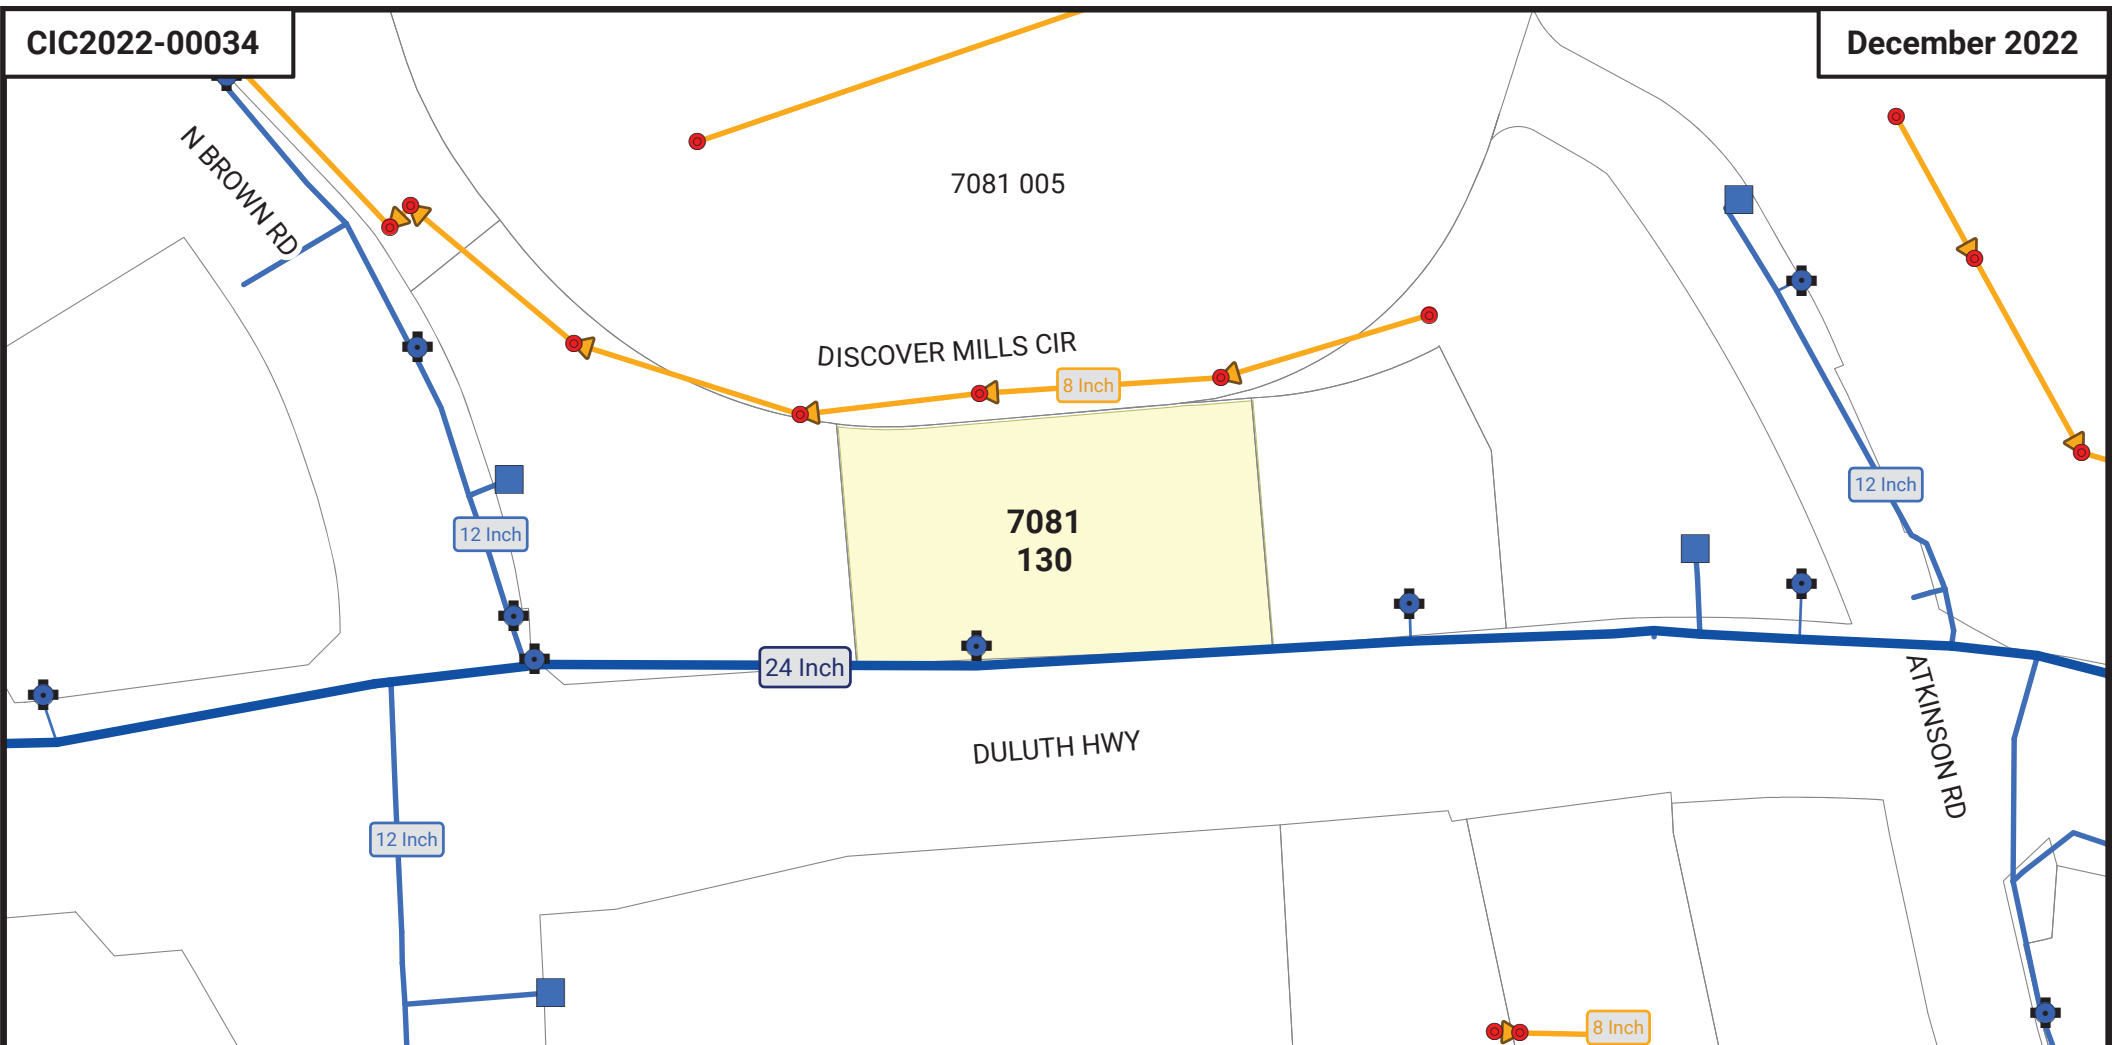 CIC2022-00034
December 2022
N BROWN RD
7081 005
DISCOVER MILLS CIR
8 Inch
12 Inch
12 Inch
7081
130
24 Inch
DULUTH HWY
ATKINSON RD
12 Inch
8 Inch